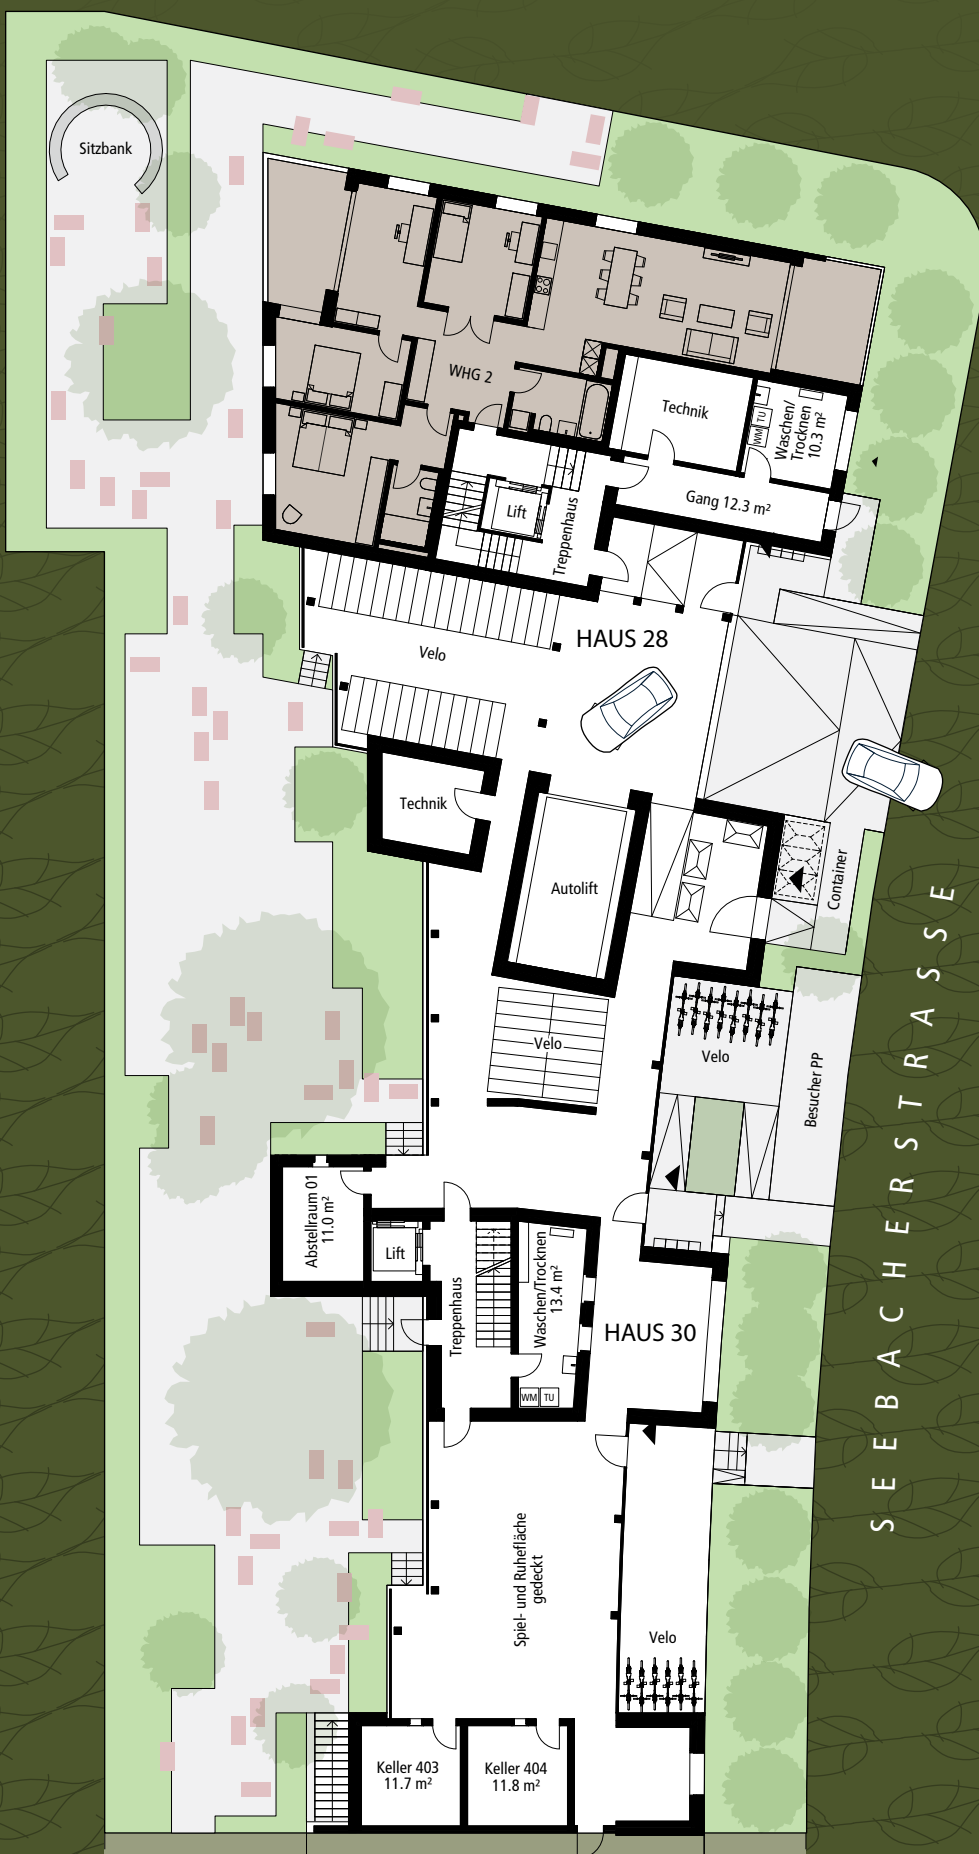 Sitzbank
WHG 2
Technik
WM
TU
Waschen/
Trocknen
10.3 m²
Gang 12.3 m²
Lift
Treppenhaus
HAUS 28
Velo
Technik
Autolift
Container
Velo
Velo
Besucher PP
SEEBACHERSTRASSE
Abstellraum 01
11.0 m²
Lift
Treppenhaus
Waschen/Trocknen
13.4 m²
WM
TU
HAUS 30
Spiel- und Ruhefläche
gedeckt
Velo
Keller 403
11.7 m²
Keller 404
11.8 m²